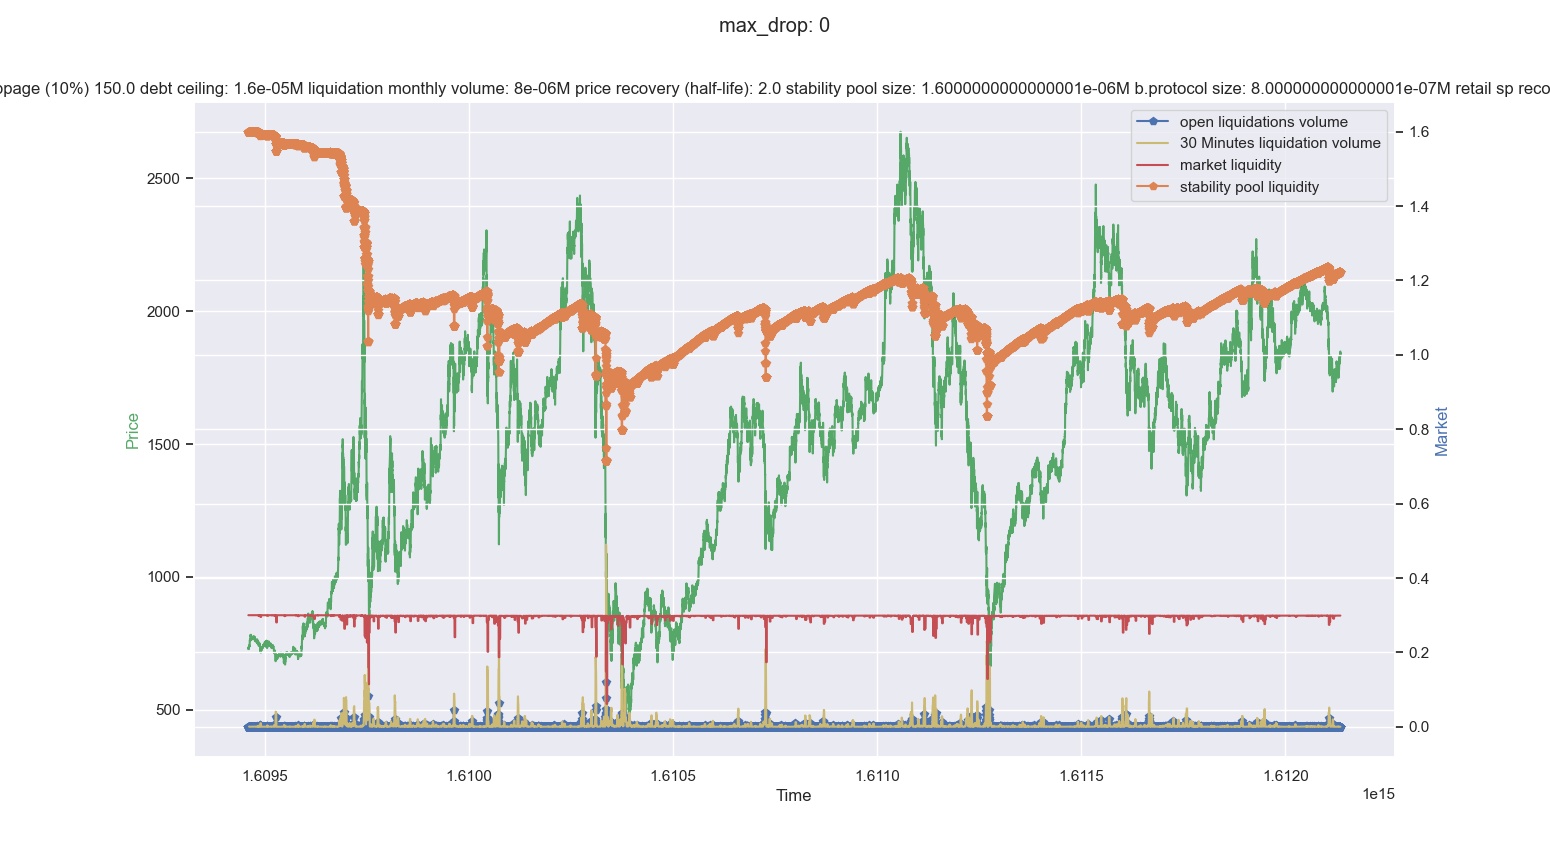 max_drop: 0
(10%) 150.0 debt ceiling: 1.6e-05M liquidation monthly volume: 8e-06M price recovery (half-life): 2.0 stability pool size: 1.6000000000000001e-06M b.protocol size: 8.000000000000001e-07M retail sp
open liquidations volume
30 Minutes liquidation volume
market liquidity
stability pool liquidity
2500
2000
1500
1000
500
Price
1.6
1.4
1.2
1.0
0.8
0.6
0.4
0.2
0.0
Market
1.6095
1.6100
1.6105
1.6110
1.6115
1.6120
Time
1e15